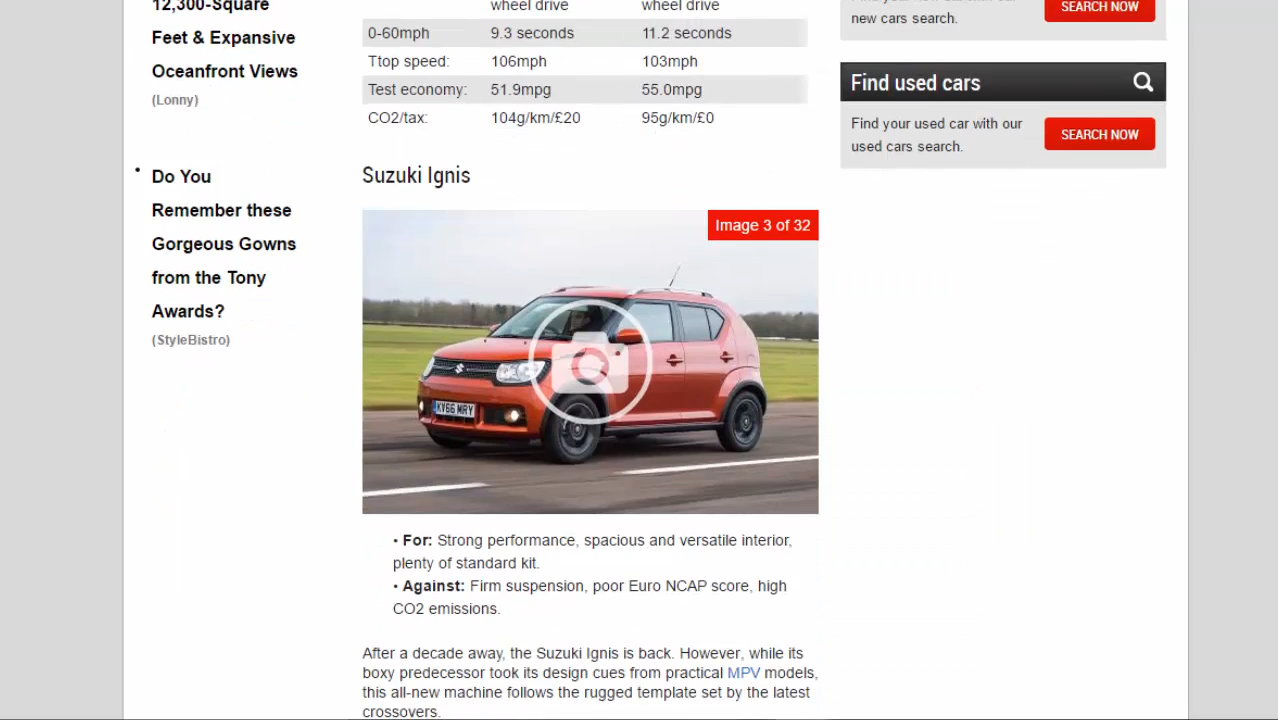 12,300-Square
Feet & Expansive
Oceanfront Views
(Lonny)
Do You
Remember these
Gorgeous Gowns
from the Tony
Awards?
(StyleBistro)
wheel drive wheel drive
0-60mph 9.3 seconds 11.2 seconds
Ttop speed: 106mph 103mph
Test economy: 51.9mpg 55.0mpg
CO2/tax: 104g/km/£20 95g/km/£0
Suzuki Ignis
Image 3 of 32
KV66 MRY
• For: Strong performance, spacious and versatile interior,
plenty of standard kit.
• Against: Firm suspension, poor Euro NCAP score, high
CO2 emissions.
After a decade away, the Suzuki Ignis is back. However, while its
boxy predecessor took its design cues from practical MPV models,
this all-new machine follows the rugged template set by the latest
crossovers.
new cars search.
SEARCH NOW
Find used cars
Find your used car with our
used cars search.
SEARCH NOW